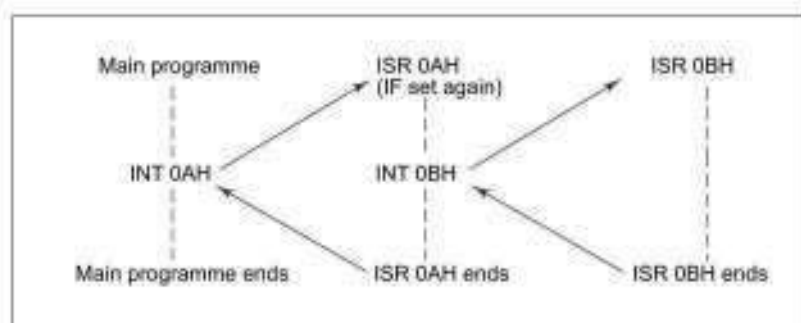 Main programme
ISR 0AH
(IF set again)
ISR 0BH
INT 0AH
INT 0BH
Main programme ends
ISR 0AH ends
ISR 0BH ends